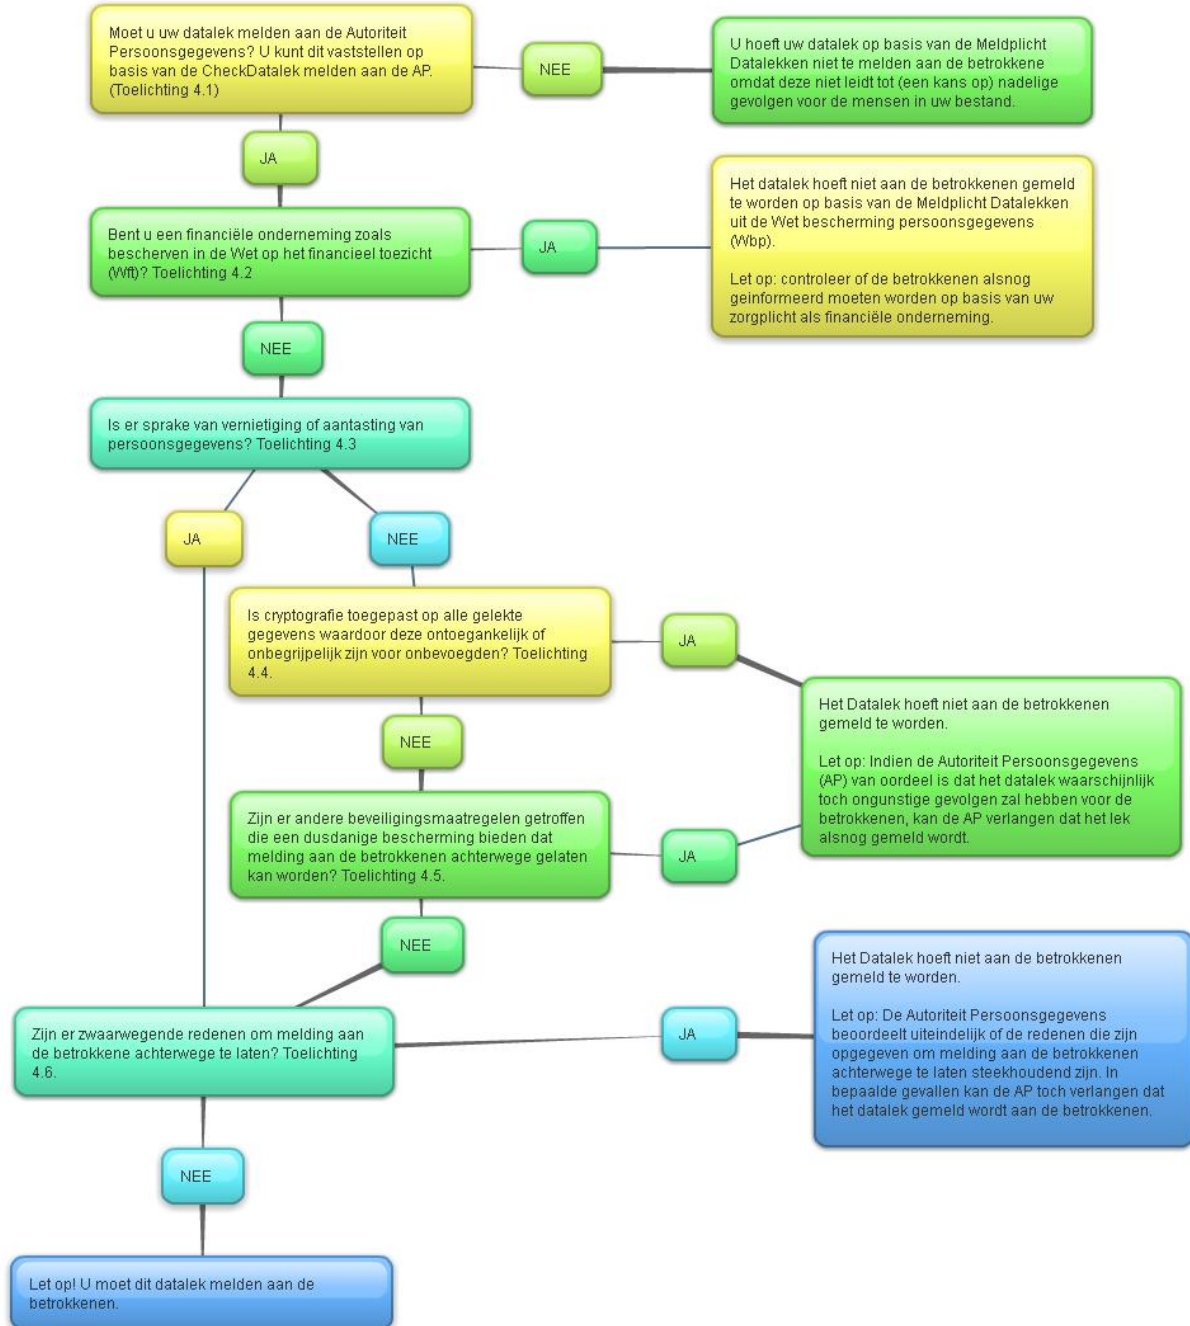 Moet u uw datalek melden aan de Autoriteit
Persoonsgegevens? U kunt dit vaststellen op
basis van de CheckDatalek melden aan de AP.
(Toelichting 4.1)
NEE
U hoeft uw datalek op basis van de Meldplicht
Datalekken niet te melden aan de betrokkene
omdat deze niet leidt tot (een kans op) nadelige
gevolgen voor de mensen in uw bestand.
JA
Bent u een financiële onderneming zoals
bescherven in de Wet op het financieel toezicht
(Wft)? Toelichting 4.2
JA
Het datalek hoeft niet aan de betrokkenen gemeld
te worden op basis van de Meldplicht Datalekken
uit de Wet bescherming persoonsgegevens
(Wbp).
Let op: controleer of de betrokkenen alsnog
geinformeerd moeten worden op basis van uw
zorgplicht als financiële onderneming.
NEE
Is er sprake van vernietiging of aantasting van
persoonsgegevens? Toelichting 4.3
JA
NEE
Is cryptografie toegepast op alle gelekte
gegevens waardoor deze ontoegankelijk of
onbegrijpelijk zijn voor onbevoegden? Toelichting
4.4.
JA
Het Datalek hoeft niet aan de betrokkenen
gemeld te worden.
Let op: Indien de Autoriteit Persoonsgegevens
(AP) van oordeel is dat het datalek waarschijnlijk
toch ongunstige gevolgen zal hebben voor de
betrokkenen, kan de AP verlangen dat het lek
alsnog gemeld wordt.
NEE
Zijn er andere beveiligingsmaatregelen getroffen
die een dusdanige bescherming bieden dat
melding aan de betrokkenen achterwege gelaten
kan worden? Toelichting 4.5.
JA
NEE
Zijn er zwaarwegende redenen om melding aan
de betrokkene achterwege te laten? Toelichting
4.6.
JA
Het Datalek hoeft niet aan de betrokkenen
gemeld te worden.
Let op: De Autoriteit Persoonsgegevens
beoordeelt uiteindelijk of de redenen die zijn
opgegeven om melding aan de betrokkenen
achterwege te laten steekhoudend zijn. In
bepaalde gevallen kan de AP toch verlangen dat
het datalek gemeld wordt aan de betrokkenen.
NEE
Let op! U moet dit datalek melden aan de
betrokkenen.